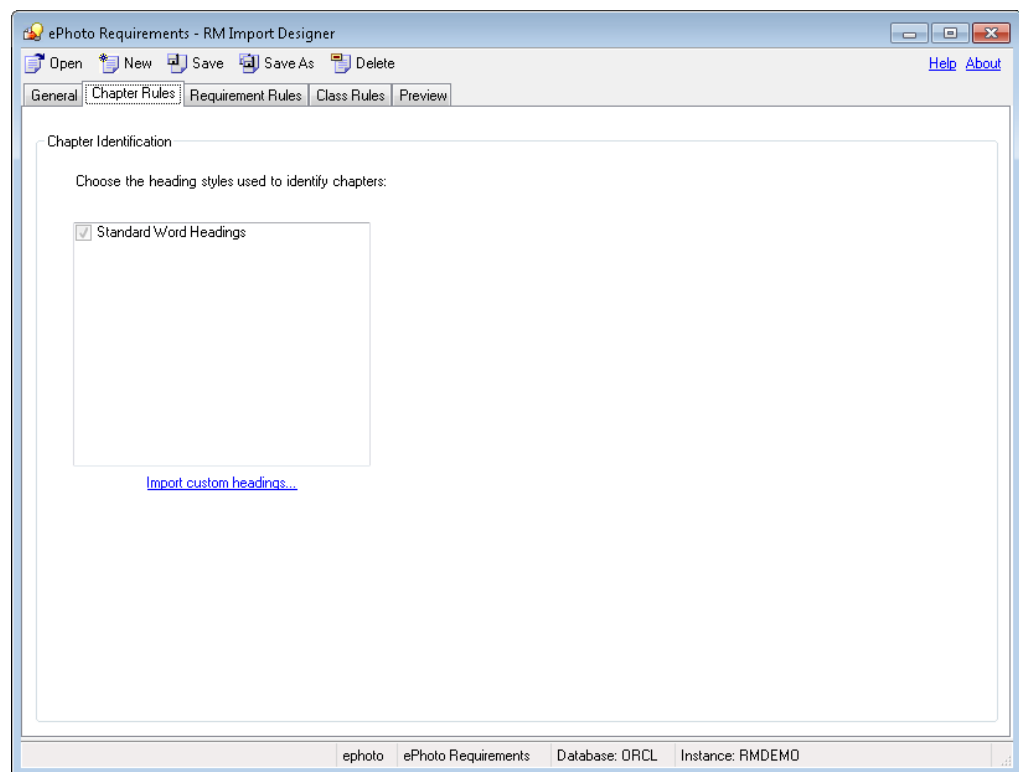 ePhoto Requirements - RM Import Designer
Open New Save Save As Delete Help About
General Chapter Rules Requirement Rules Class Rules Preview
Chapter Identification
Choose the heading styles used to identify chapters:
Standard Word Headings
Import custom headings...
ephoto ePhoto Requirements Database: ORCL Instance: RMDEMO